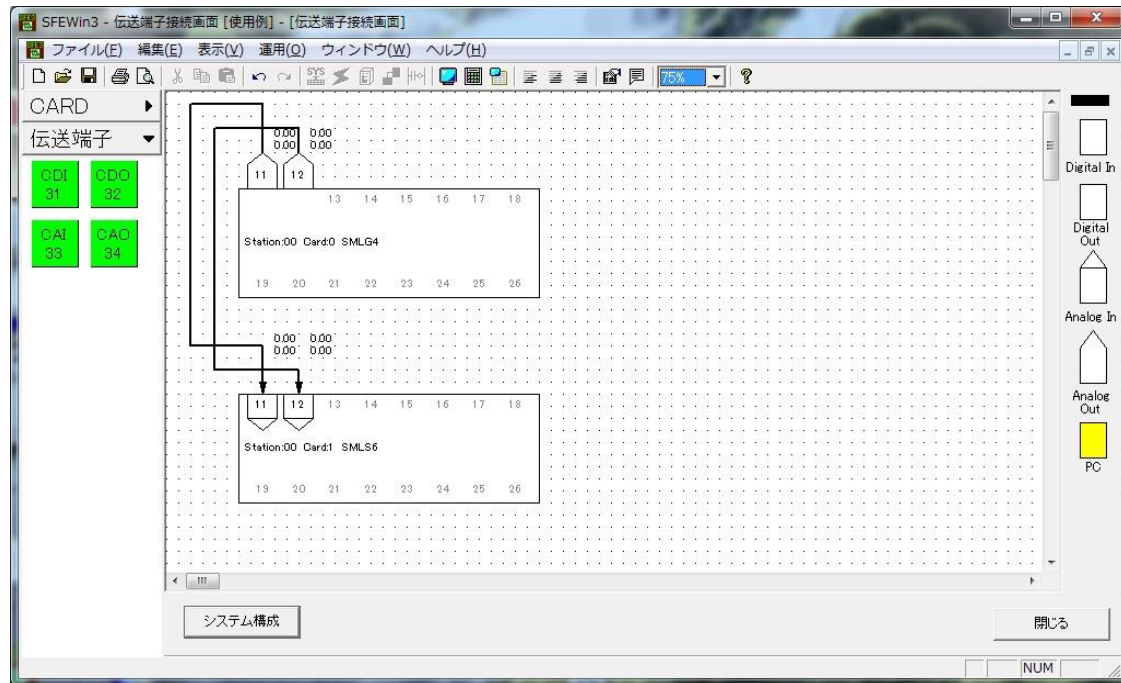 SFEWin3 - 伝送端子接続画面 [使用例] - [伝送端子接続画面]
ファイル(F) 編集(E) 表示(V) 運用(O) ウィンドウ(W) ヘルプ(H)
SYS 75%
CARD
伝送端子
CDI 31
CDO 32
CAI 33
CAO 34
0.00 0.00
0.00 0.00
11 12 13 14 15 16 17 18
Station:00 Card:0 SMLG4
19 20 21 22 23 24 25 26
0.00 0.00
0.00 0.00
11 12 13 14 15 16 17 18
Station:00 Card:1 SMLS6
19 20 21 22 23 24 25 26
Digital In
Digital
Out
Analog In
Analog
Out
PC
システム構成
閉じる
NUM